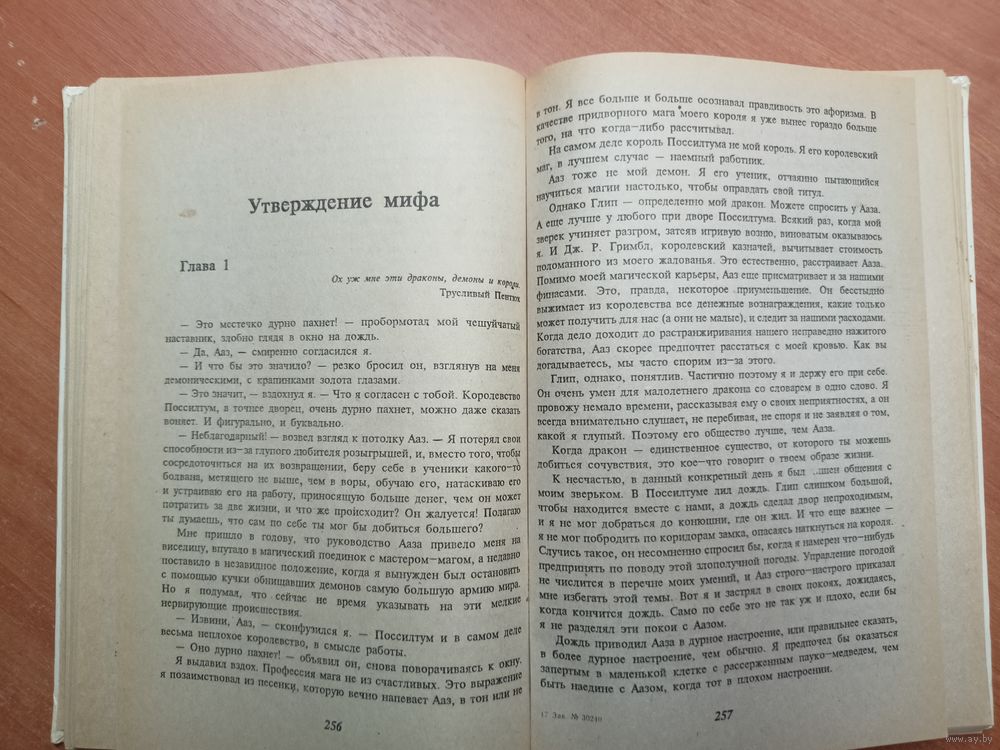 Утверждение мифа
Глава 1
Ох уж мне эти драконы, демоны и короли.
Трусливый Пентюх
— Это местечко дурно пахнет! — пробормотал мой чешуйчатый
наставник, злобно глядя в окно на дождь.
— Да, Ааз, — смиренно согласился я.
— И что бы это значило? — резко бросил он, взглянув на меня
демоническими, с крапинками золота глазами.
— Это значит, — вздохнул я. — Что я согласен с тобой. Королевство
Поссилтум, в точнее дворец, очень дурно пахнет, можно даже сказать
воняет. И фигурально, и буквально.
— Неблагодарный! — возвел взгляд к потолку Ааз. — Я потерял свои
способности из—за глупого любителя розыгрышей, и, вместо того, чтобы
сосредоточиться на их возвращении, беру себе в ученики какого—то
болвана, метящего не выше, чем в воры, обучаю его, натаскиваю его
и устраиваю его на работу, приносящую больше денег, чем он может
потратить за две жизни, и что же происходит? Он жалуется! Полагаю
ты думаешь, что сам по себе ты мог бы добиться большего?
Мне пришло в голову, что руководство Ааза привело меня на
виселицу, впутало в магический поединок с мастером—магом, а недавно
поставило в незавидное положение, когда я вынужден был остановить
с помощью кучки обнищавших демонов самую большую армию мира.
Но я подумал, что сейчас не время указывать на эти мелкие
нервирующие происшествия.
— Извини, Ааз, — сконфузился я. — Поссилтум и в самом деле
весьма неплохое королевство, в смысле работы.
— Оно дурно пахнет! — объявил он, снова поворачиваясь к окну.
Я выдавил вздох. Профессия мага не из счастливых. Это выражение
я позаимствовал из песенки, которую вечно напевает Ааз, в тон или не
256
в тон. Я все больше и больше осознавал правдивость это афоризма. В
качестве придворного мага моего короля я уже вынес гораздо больше
того, на что когда—либо рассчитывал.
На самом деле король Поссилтума не мой король. Я его королевский
маг, в лучшем случае — наемный работник.
Ааз тоже не мой демон. Я его ученик, отчаянно пытающийся
научиться магии настолько, чтобы оправдать свой титул.
Однако Глип — определенно мой дракон. Можете спросить у Ааза.
А еще лучше у любого при дворе Поссилтума. Всякий раз, когда мой
зверек учиняет разгром, затеяв игривую возню, виноватым оказываюсь
я. И Дж. Р. Гримбл, королевский казначей, вычитывает стоимость
поломанного из моего жалованья. Это естественно, расстраивает Ааза.
Помимо моей магической карьеры, Ааз еще присматривает и за нашими
финасами. Это, правда, некоторое приуменьшение. Он бесстыдно
выжимает из королевства все денежные вознаграждения, какие только
может получить для нас (а они не малые), и следит за нашими расходами.
Когда дело доходит до растранжиривания нашего неправедно нажитого
богатства, Ааз скорее предпочтет расстаться с моей кровью. Как вы
догадываетесь, мы часто спорим из—за этого.
Глип, однако, понятлив. Частично поэтому я и держу его при себе.
Он очень умен для малолетнего дракона со словарем в одно слово. Я
провожу немало времени, рассказывая ему о своих неприятностях, а он
всегда внимательно слушает, не перебивая, не споря и не заявляя о том,
какой я глупый. Поэтому его общество лучше, чем Ааза.
Когда дракон — единственное существо, от которого ты можешь
добиться сочувствия, это кое—что говорит о твоем образе жизни.
К несчастью, в данный конкретный день я был общения с
моим зверьком. В Поссилтуме лил дождь. Глип слишком большой,
чтобы находится вместе с нами, а дождь сделал двор непроходимым,
и я не мог добраться до конюшни, где он жил. И что еще важнее —
я не мог побродить по коридорам замка, опасаясь наткнуться на короля.
Случись такое, он несомненно спросил бы, когда я намерен что—нибудь
предпринять по поводу этой злополучной погоды. Управление погодой
не числится в перечне моих умений, и Ааз строго—настрого приказал
мне избегать этой темы. Вот я и застрял в своих покоях, дожидаясь,
когда кончится дождь. Само по себе это не так уж и плохо, если бы
я не разделял эти покои с Аазом.
Дождь приводил Ааза в дурное настроение, или правильнее сказать,
в более дурное настроение, чем обычно. Я предпочел бы оказаться
запертым в маленькой клетке с рассерженным пауко—медведем, чем
быть наедине с Аазом, когда тот в плохом настроении.
17 Зак. № 30240
257
www.ay.by